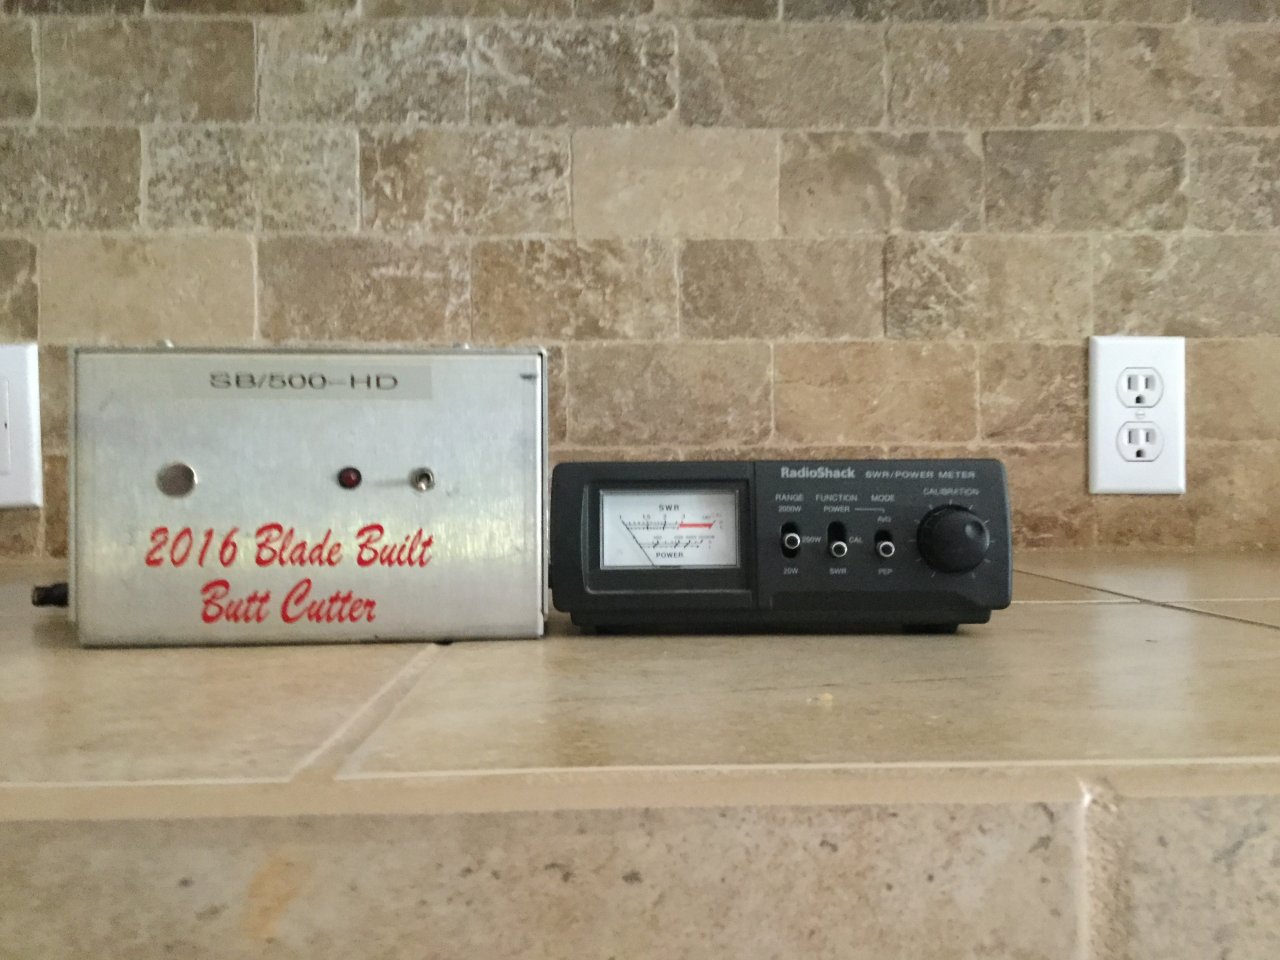 SB/500-HD
2016 Blade Built
Butt Cutter
RadioShack SWR/POWER METER
RANGE FUNCTION MODE CALIBRATION
2000W POWER
AVG
200W CAL
20W SWR PEP
SWR
POWER